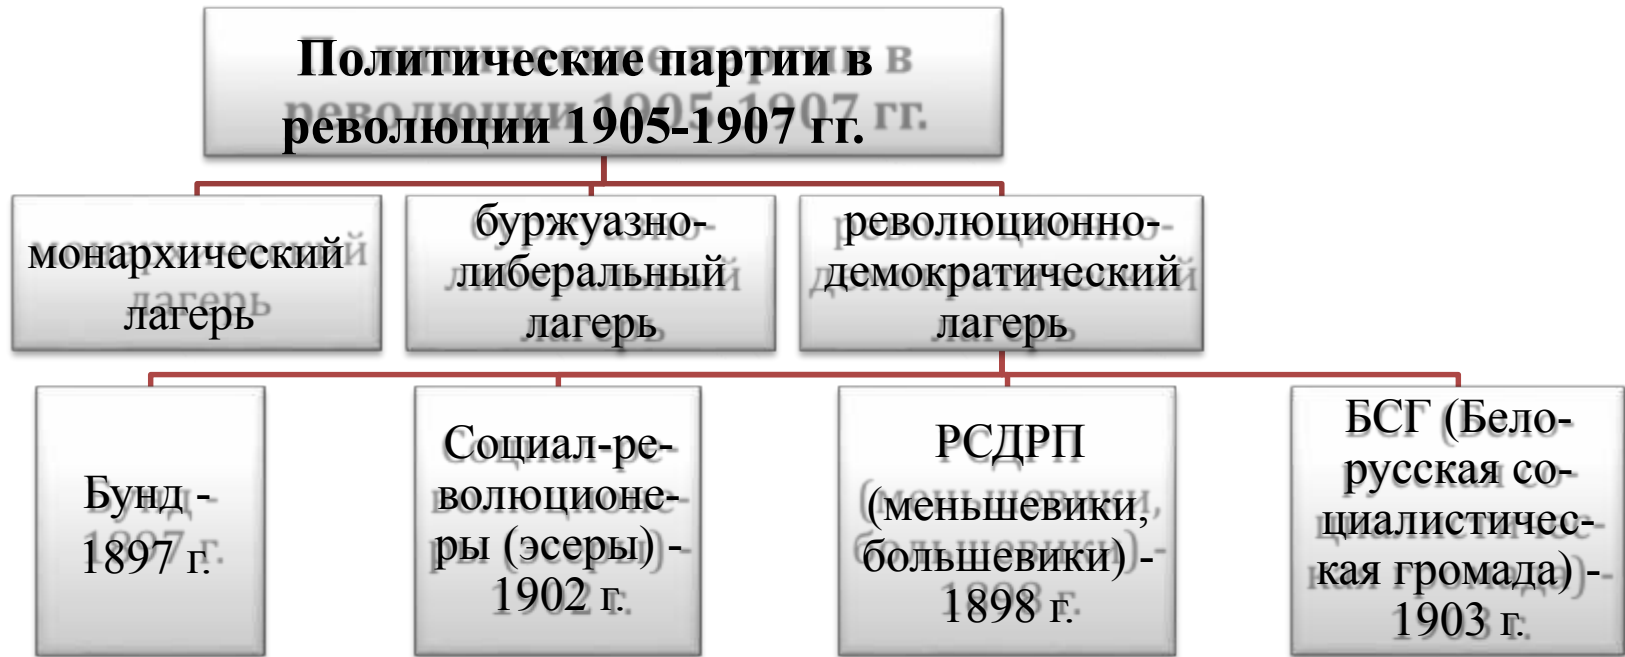 Политические партии в
революции 1905-1907 гг.
монархический
лагерь
буржуазно-
либеральный
лагерь
революционно-
демократический
лагерь
Бунд -
1897 г.
Социал-ре-
волюционе-
ры (эсеры) -
1902 г.
РСДРП
(меньшевики,
большевики) -
1898 г.
БСГ (Бело-
русская со-
циалистичес-
кая громада) -
1903 г.